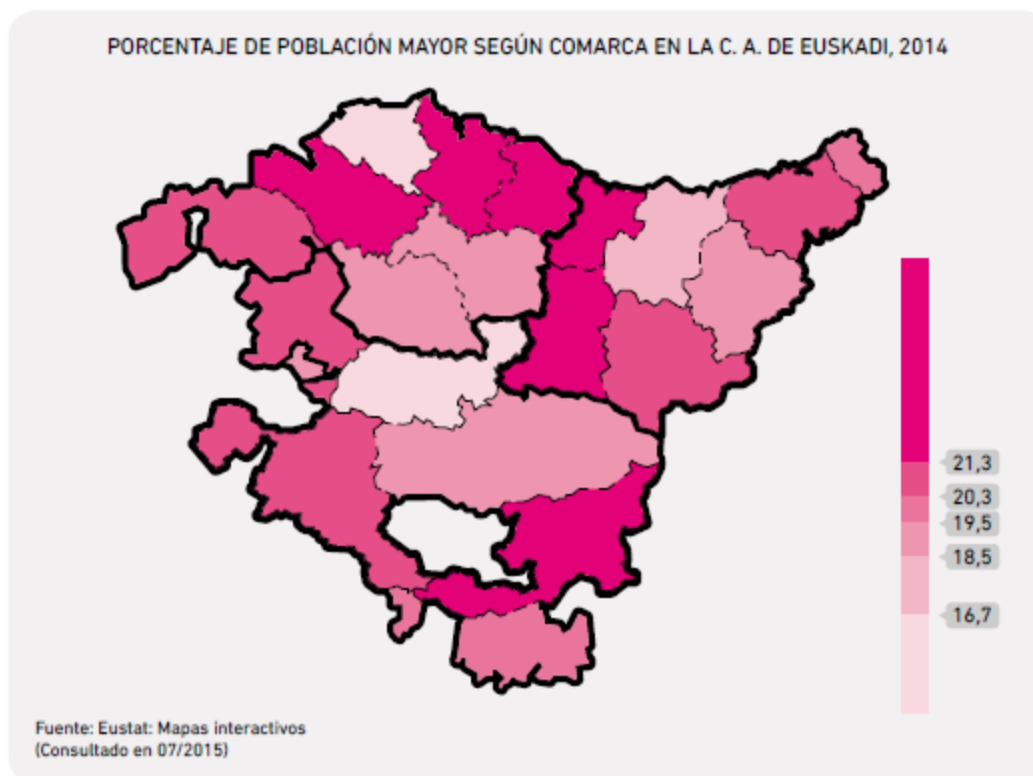 PORCENTAJE DE POBLACIÓN MAYOR SEGÚN COMARCA EN LA C. A. DE EUSKADI, 2014
21,3
20,3
19,5
18,5
16,7
Fuente: Eustat: Mapas interactivos
(Consultado en 07/2015)